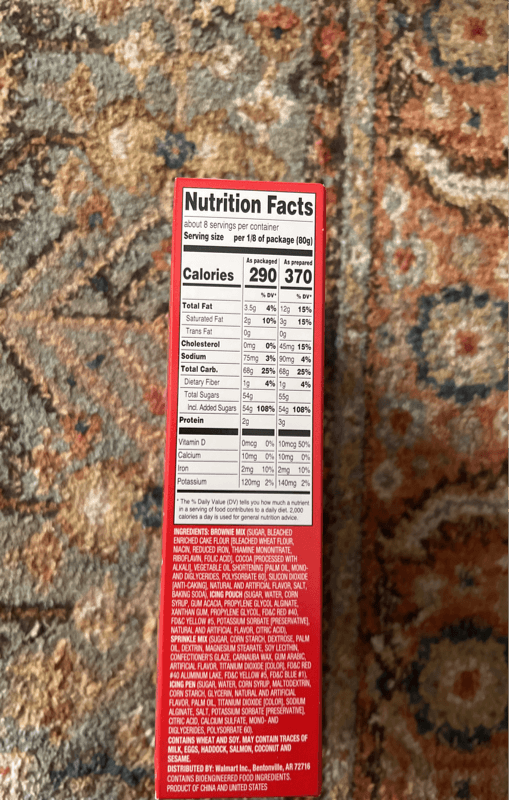 Nutrition Facts
about 8 servings per container
Serving size per 1/8 of package (80g)
As packaged As prepared
Calories 290 370
% DV* % DV*
Total Fat 3.5g 4% 12g 15%
Saturated Fat 2g 10% 3g 15%
Trans Fat 0g 0g
Cholesterol 0mg 0% 45mg 15%
Sodium 75mg 3% 90mg 4%
Total Carb. 68g 25% 68g 25%
Dietary Fiber 1g 4% 1g 4%
Total Sugars 54g 55g
Incl. Added Sugars 54g 108% 54g 108%
Protein 2g 3g
Vitamin D 0mcg 0% 10mcg 50%
Calcium 10mg 0% 10mg 0%
Iron 2mg 10% 2mg 10%
Potassium 120mg 2% 140mg 2%
* The % Daily Value (DV) tells you how much a nutrient
in a serving of food contributes to a daily diet. 2,000
calories a day is used for general nutrition advice.
INGREDIENTS: BROWNIE MIX (SUGAR, BLEACHED
ENRICHED CAKE FLOUR [BLEACHED WHEAT FLOUR,
NIACIN, REDUCED IRON, THIAMINE MONONITRATE,
RIBOFLAVIN, FOLIC ACID], COCOA [PROCESSED WITH
ALKALI], VEGETABLE OIL SHORTENING [PALM OIL, MONO-
AND DIGLYCERIDES, POLYSORBATE 60], SILICON DIOXIDE
[ANTI-CAKING], NATURAL AND ARTIFICIAL FLAVOR, SALT,
BAKING SODA), ICING POUCH (SUGAR, WATER, CORN
SYRUP, GUM ACACIA, PROPYLENE GLYCOL ALGINATE,
XANTHAN GUM, PROPYLENE GLYCOL, FD&C RED #40,
FD&C YELLOW #5, POTASSIUM SORBATE [PRESERVATIVE],
NATURAL AND ARTIFICIAL FLAVOR, CITRIC ACID),
SPRINKLE MIX (SUGAR, CORN STARCH, DEXTROSE, PALM
OIL, DEXTRIN, MAGNESIUM STEARATE, SOY LECITHIN,
CONFECTIONER'S GLAZE, CARNAUBA WAX, GUM ARABIC,
ARTIFICIAL FLAVOR, TITANIUM DIOXIDE [COLOR], FD&C RED
#40 ALUMINUM LAKE, FD&C YELLOW #5, FD&C BLUE #1),
ICING PEN (SUGAR, WATER, CORN SYRUP, MALTODEXTRIN,
CORN STARCH, GLYCERIN, NATURAL AND ARTIFICIAL
FLAVOR, PALM OIL, TITANIUM DIOXIDE [COLOR], SODIUM
ALGINATE, SALT, POTASSIUM SORBATE [PRESERVATIVE],
CITRIC ACID, CALCIUM SULFATE, MONO- AND
DIGLYCERIDES, POLYSORBATE 60).
CONTAINS WHEAT AND SOY. MAY CONTAIN TRACES OF
MILK, EGGS, HADDOCK, SALMON, COCONUT AND
SESAME.
DISTRIBUTED BY: Walmart Inc., Bentonville, AR 72716
CONTAINS BIOENGINEERED FOOD INGREDIENTS.
PRODUCT OF CHINA AND UNITED STATES